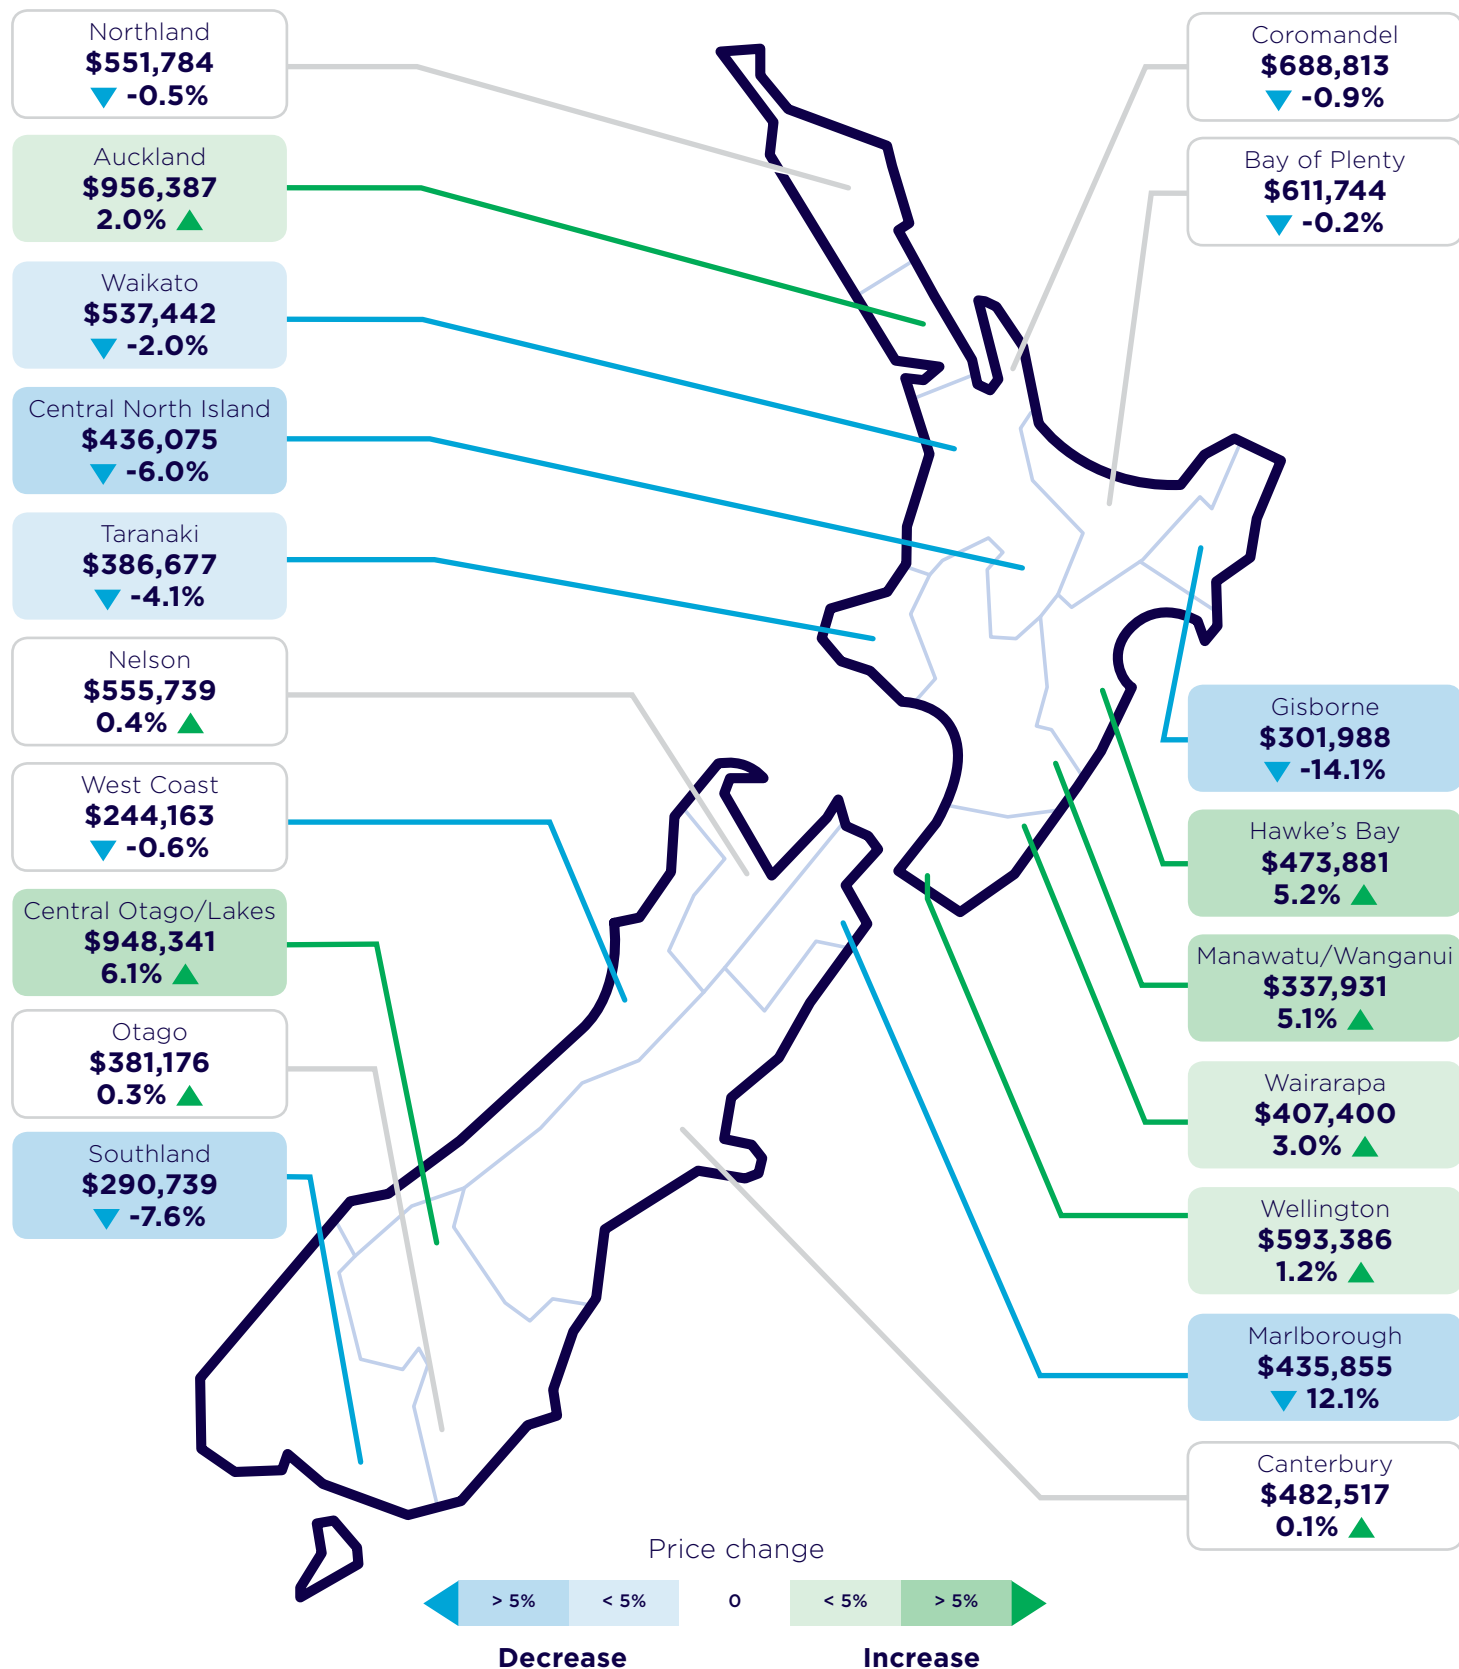 Northland
$551,784
-0.5%
Auckland
$956,387
2.0%
Waikato
$537,442
-2.0%
Central North Island
$436,075
-6.0%
Taranaki
$386,677
-4.1%
Nelson
$555,739
0.4%
West Coast
$244,163
-0.6%
Central Otago/Lakes
$948,341
6.1%
Otago
$381,176
0.3%
Southland
$290,739
-7.6%
Coromandel
$688,813
-0.9%
Bay of Plenty
$611,744
-0.2%
Gisborne
$301,988
-14.1%
Hawke's Bay
$473,881
5.2%
Manawatu/Wanganui
$337,931
5.1%
Wairarapa
$407,400
3.0%
Wellington
$593,386
1.2%
Marlborough
$435,855
12.1%
Canterbury
$482,517
0.1%
Price change
> 5% < 5% 0 < 5% > 5%
Decrease Increase